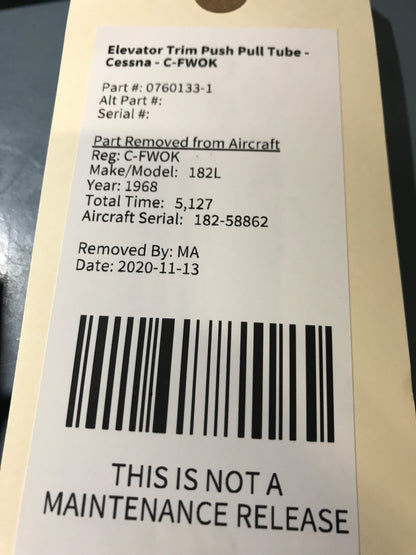 Elevator Trim Push Pull Tube -
Cessna - C-FWOK
Part #: 0760133-1
Alt Part #:
Serial #:
Part Removed from Aircraft
Reg: C-FWOK
Make/Model: 182L
Year: 1968
Total Time: 5,127
Aircraft Serial: 182-58862
Removed By: MA
Date: 2020-11-13
THIS IS NOT A
MAINTENANCE RELEASE